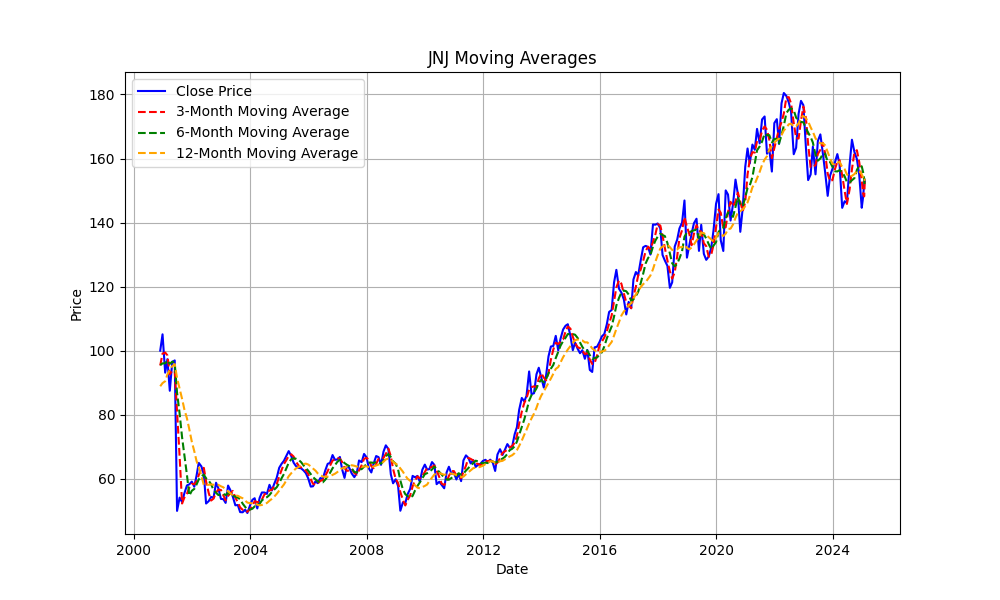 JNJ Moving Averages
Close Price
3-Month Moving Average
6-Month Moving Average
12-Month Moving Average
180
160
140
120
100
80
60
Price
2000 2004 2008 2012 2016 2020 2024
Date